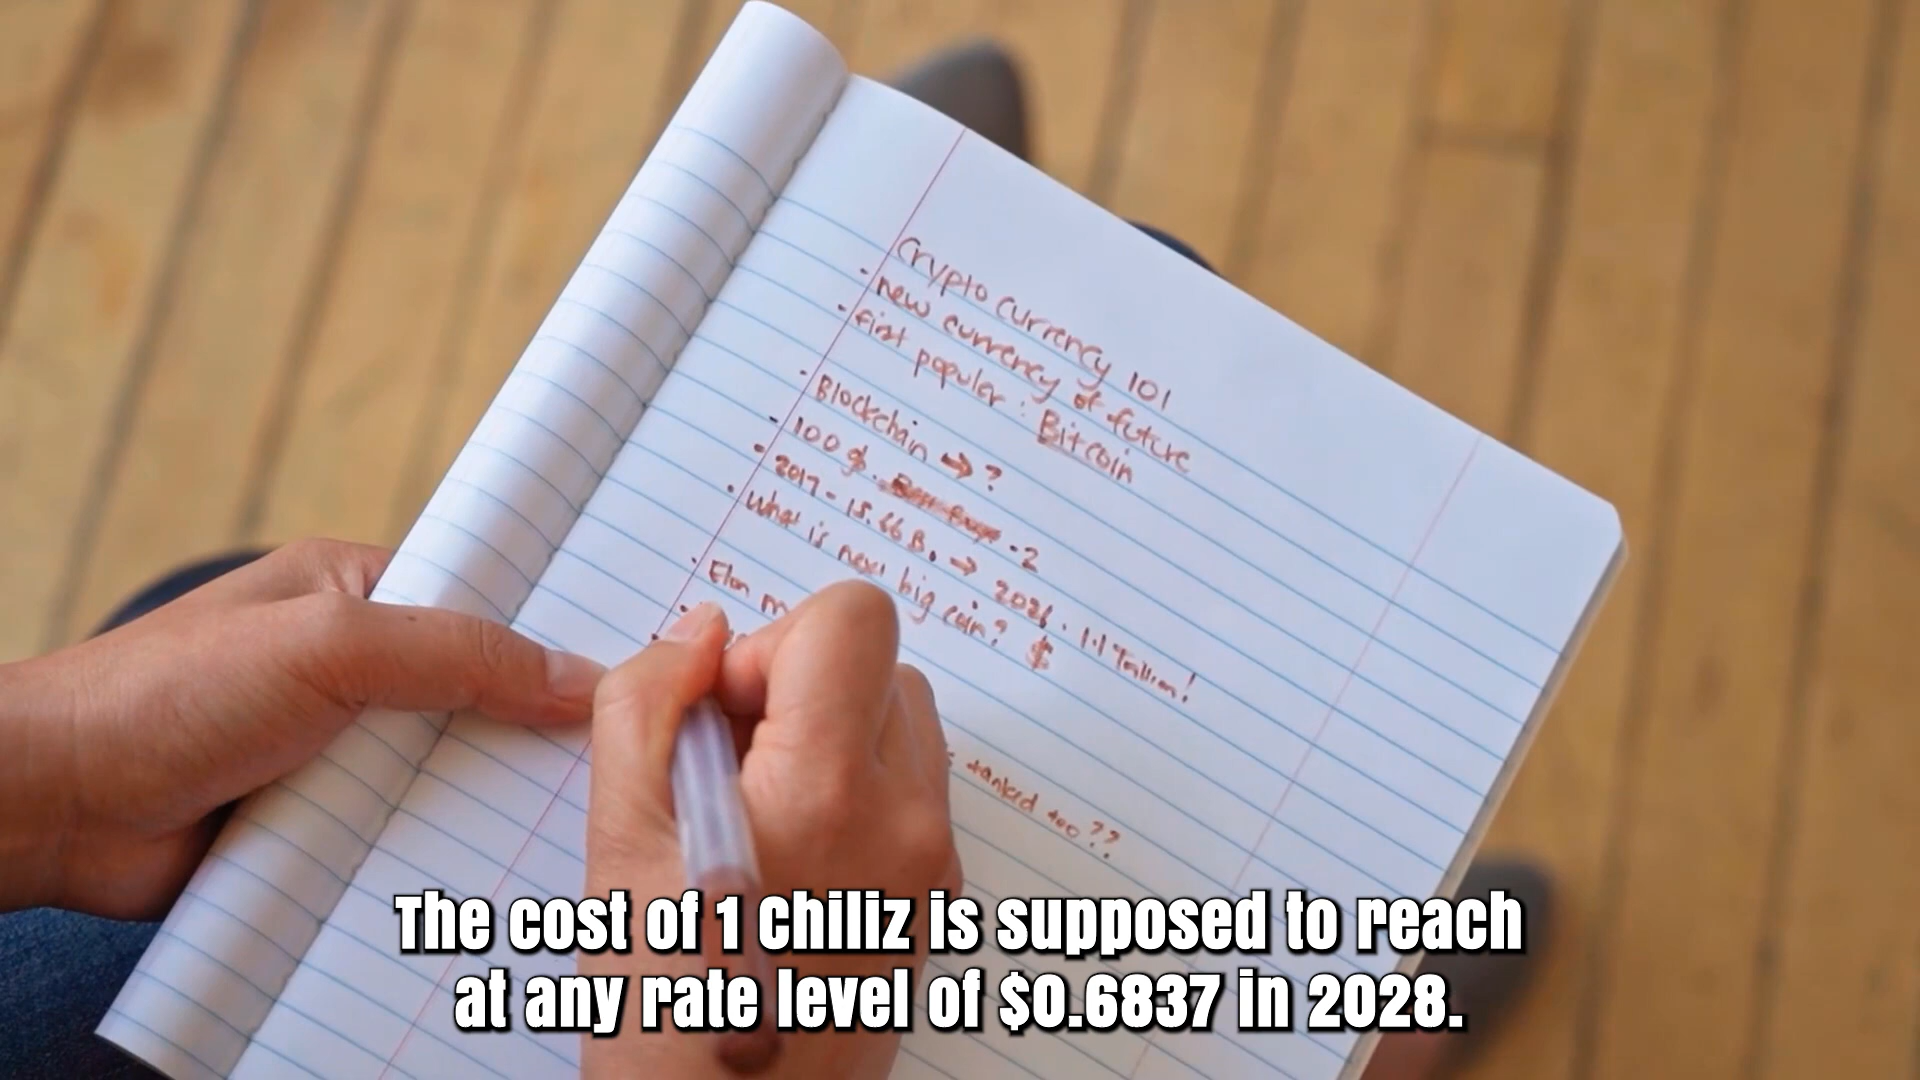 Crypto Currency 101
- new currency of future
- first popular : Bitcoin
- Blockchain → ?
- 100 $. -2
- 2017 - 15.66 B. → 2021. 1.1 Trillion!
- What is next big coin? $
- Elon m
tanked too??
The cost of 1 Chiliz is supposed to reach
at any rate level of $0.6837 in 2028.